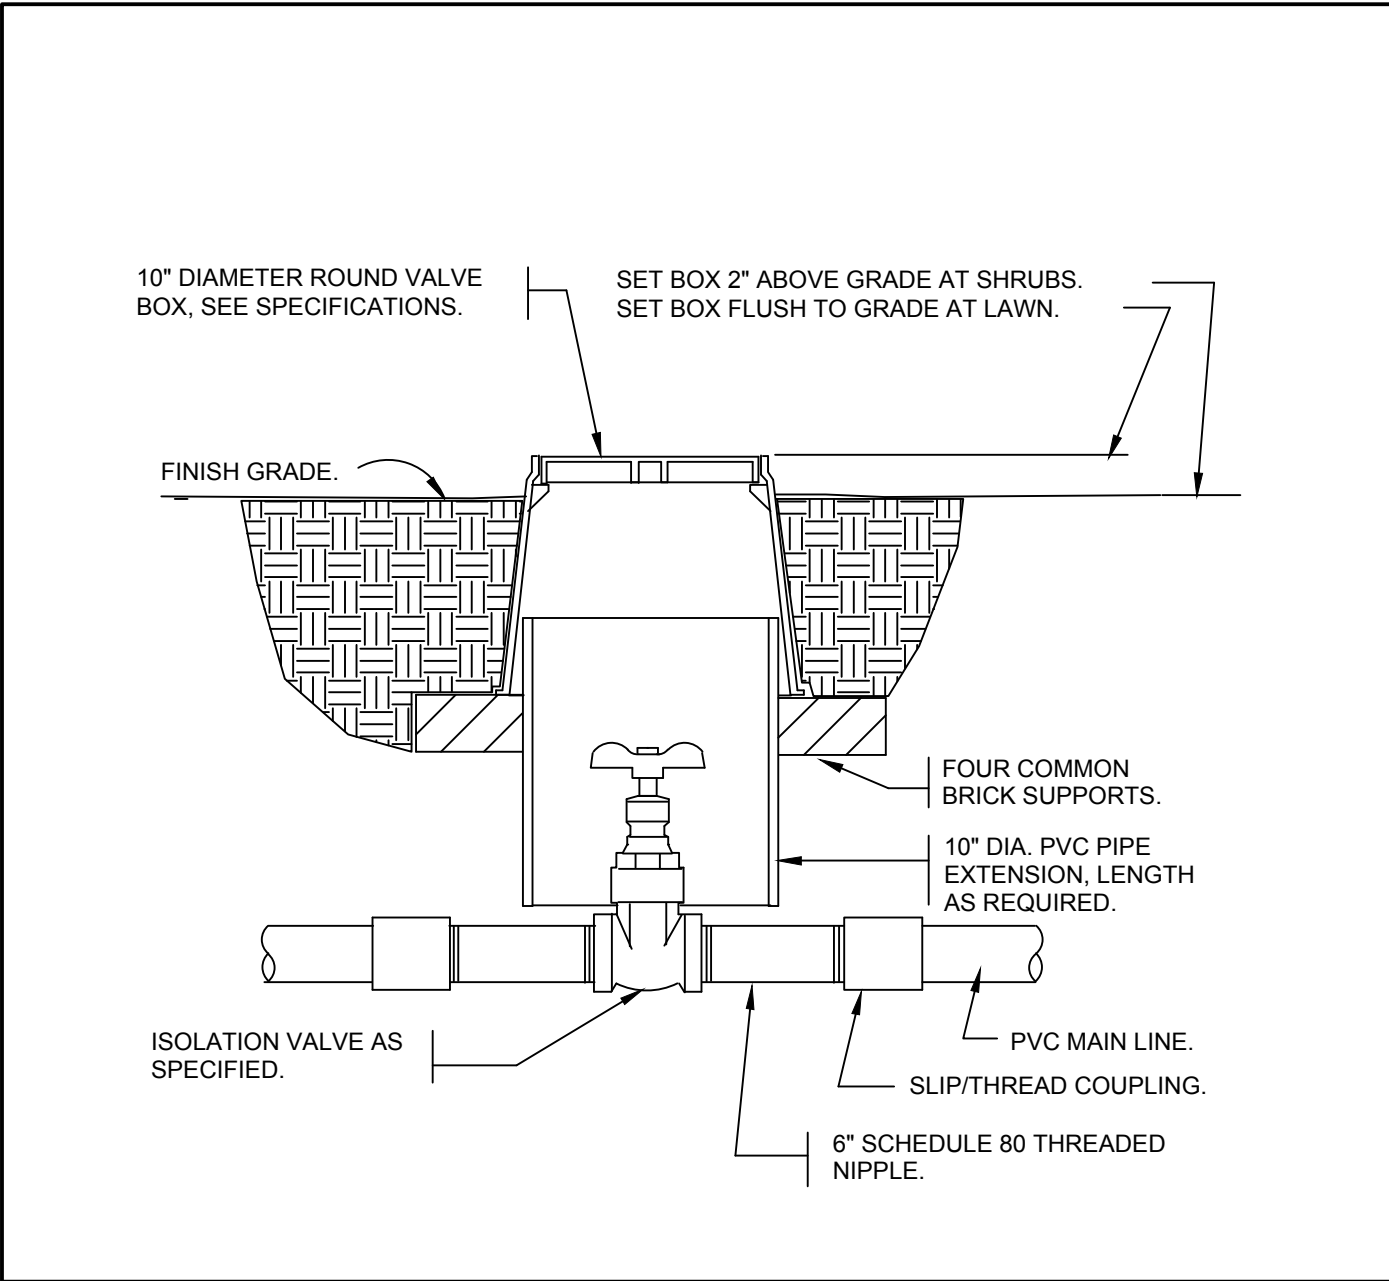 10" DIAMETER ROUND VALVE
BOX, SEE SPECIFICATIONS.
SET BOX 2" ABOVE GRADE AT SHRUBS.
SET BOX FLUSH TO GRADE AT LAWN.
FINISH GRADE.
FOUR COMMON
BRICK SUPPORTS.
10" DIA. PVC PIPE
EXTENSION, LENGTH
AS REQUIRED.
ISOLATION VALVE AS
SPECIFIED.
PVC MAIN LINE.
SLIP/THREAD COUPLING.
6" SCHEDULE 80 THREADED
NIPPLE.